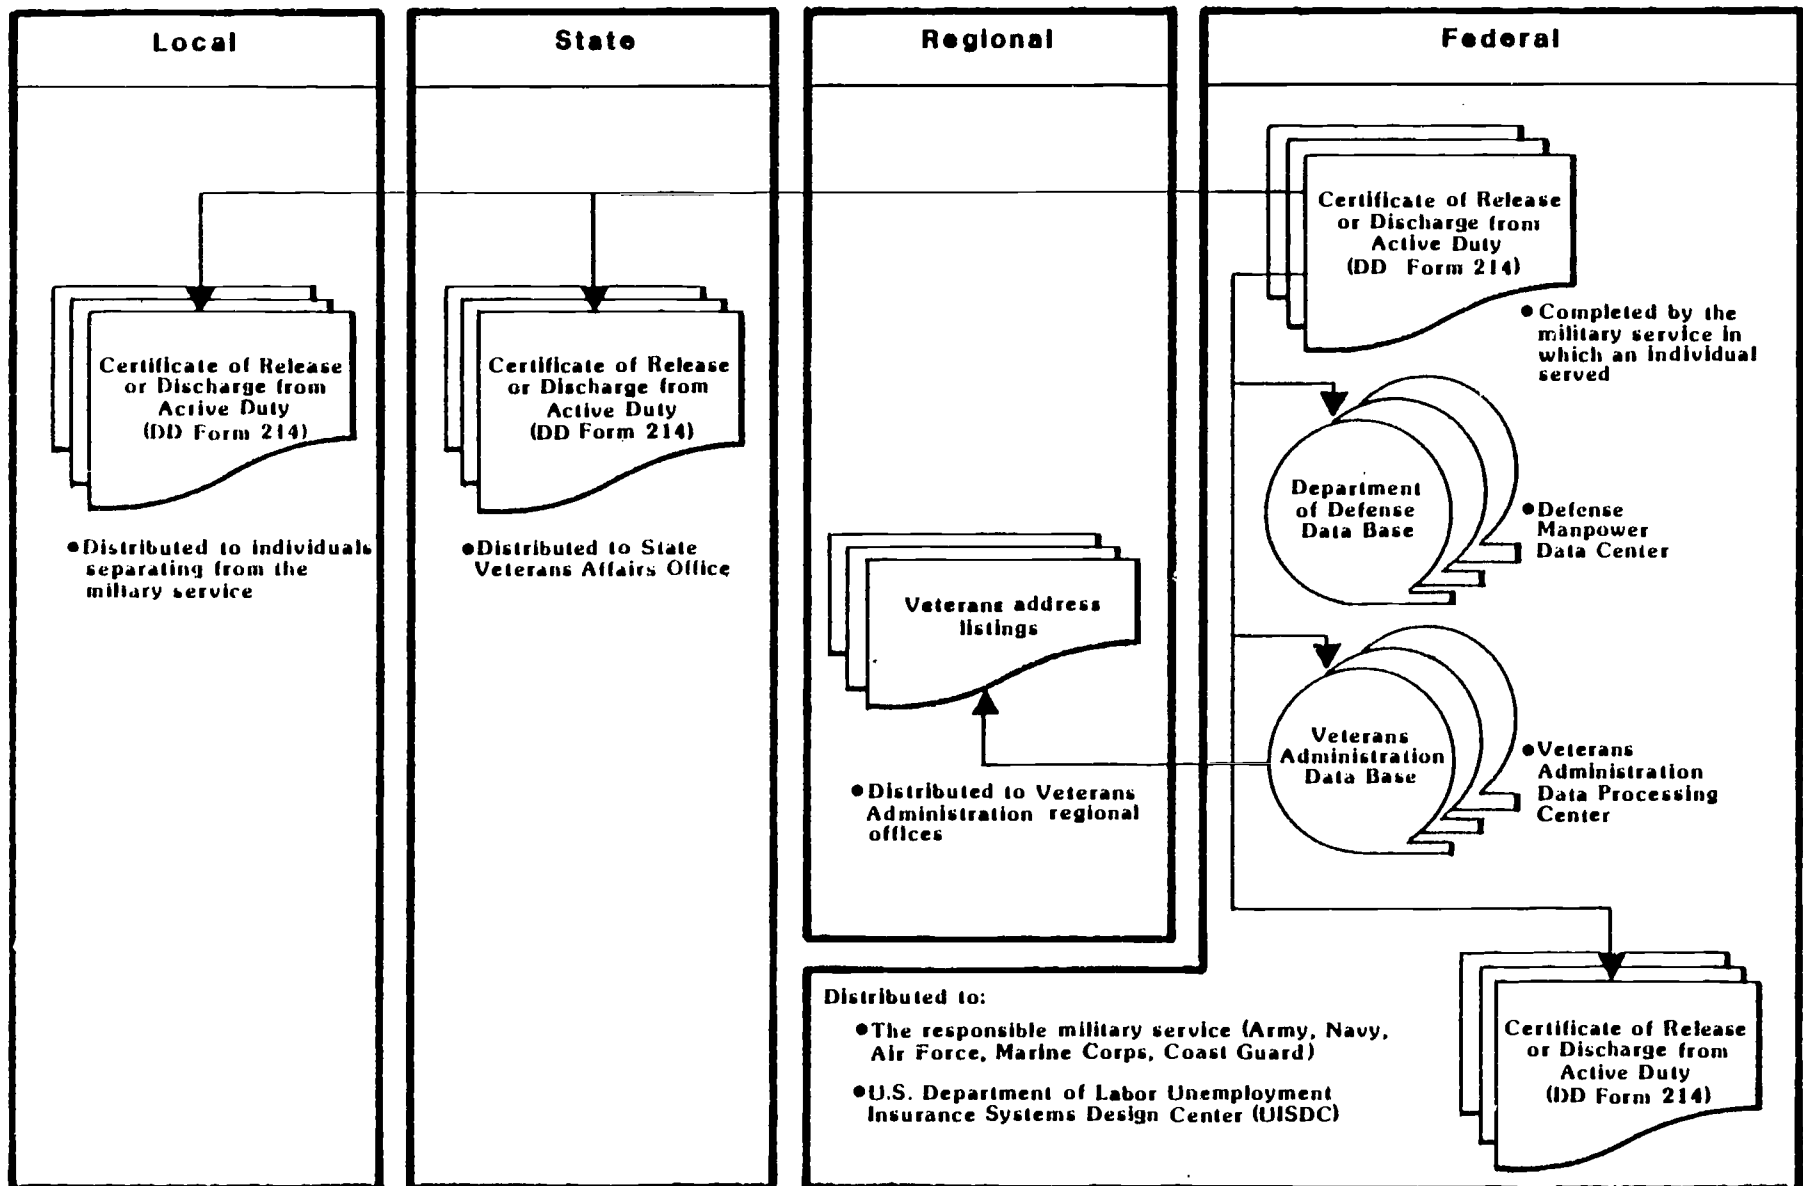 Local
State
Regional
Federal
Certificate of Release
or Discharge from
Active Duty
(DD Form 214)
● Distributed to individuals
separating from the
military service
Certificate of Release
or Discharge from
Active Duty
(DD Form 214)
● Distributed to State
Veterans Affairs Office
Veterans address
listings
● Distributed to Veterans
Administration regional
offices
Certificate of Release
or Discharge from
Active Duty
(DD Form 214)
● Completed by the
military service in
which an individual
served
Department
of Defense
Data Base
● Defense
Manpower
Data Center
Veterans
Administration
Data Base
● Veterans
Administration
Data Processing
Center
Distributed to:
● The responsible military service (Army, Navy,
Air Force, Marine Corps, Coast Guard)
● U.S. Department of Labor Unemployment
Insurance Systems Design Center (UISDC)
Certificate of Release
or Discharge from
Active Duty
(DD Form 214)